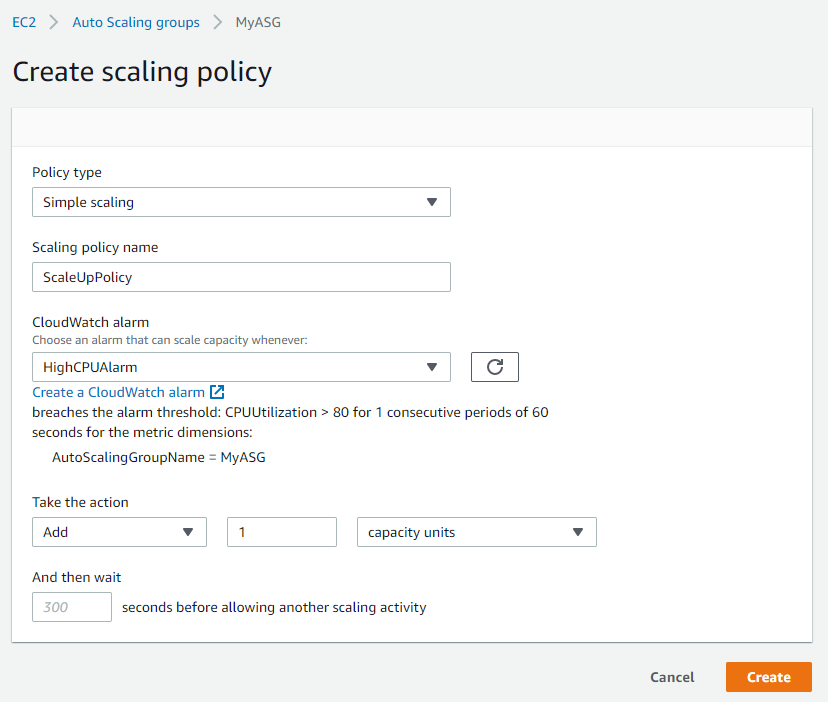 EC2 > Auto Scaling groups > MyASG
Create scaling policy
Policy type
Simple scaling
Scaling policy name
ScaleUpPolicy
CloudWatch alarm
Choose an alarm that can scale capacity whenever:
HighCPUAlarm
Create a CloudWatch alarm
breaches the alarm threshold: CPUUtilization > 80 for 1 consecutive periods of 60
seconds for the metric dimensions:
AutoScalingGroupName = MyASG
Take the action
Add 1 capacity units
And then wait
300 seconds before allowing another scaling activity
Cancel Create